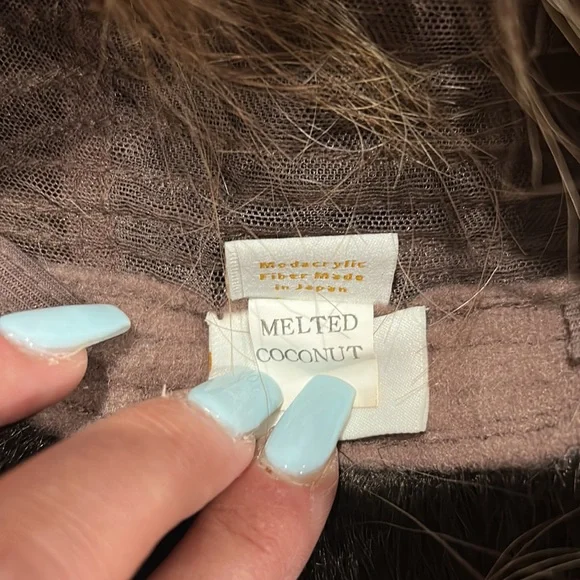 Modacrylic
Fiber Made
in Japan
MELTED
COCONUT